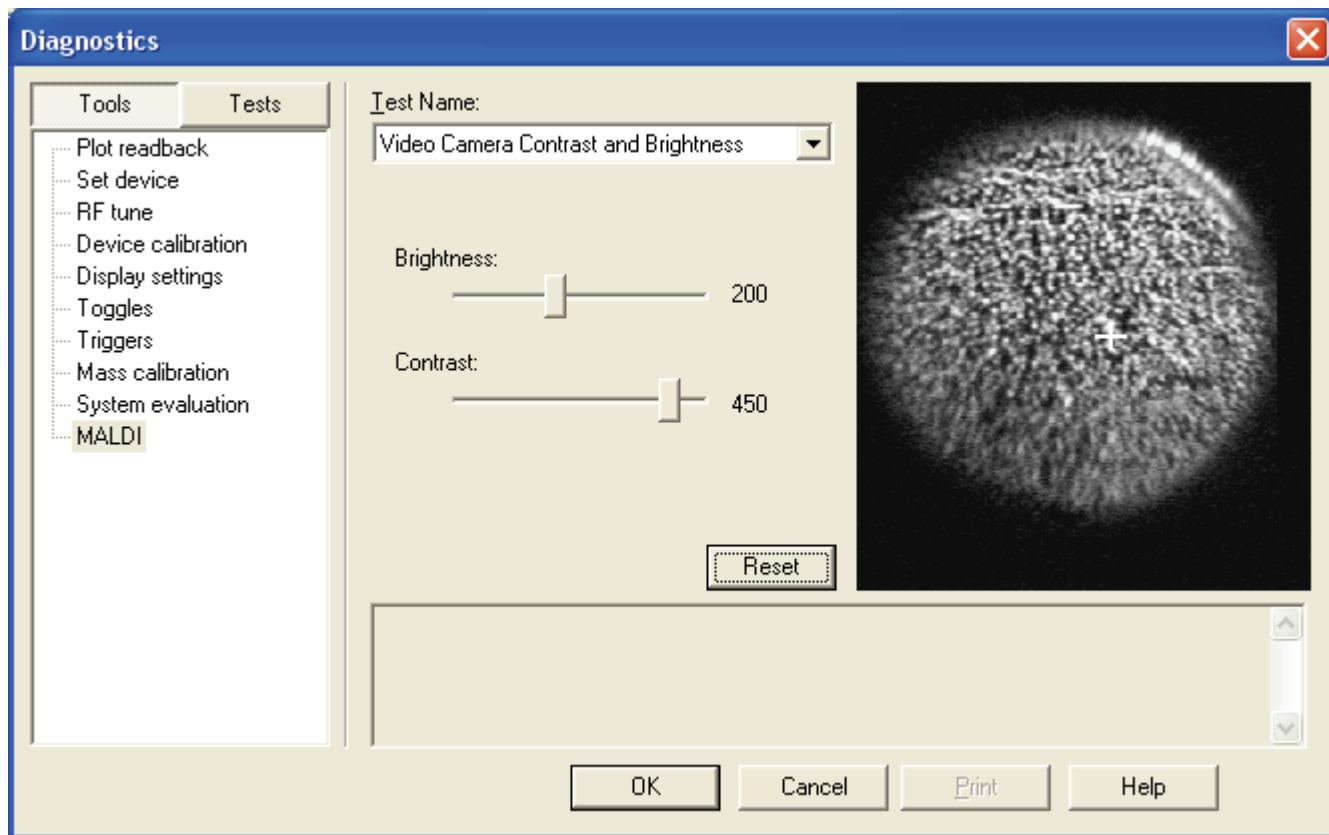 Diagnostics
Tools Tests
Plot readback
Set device
RF tune
Device calibration
Display settings
Toggles
Triggers
Mass calibration
System evaluation
MALDI
Test Name:
Video Camera Contrast and Brightness
Brightness:
200
Contrast:
450
Reset
OK Cancel Print Help